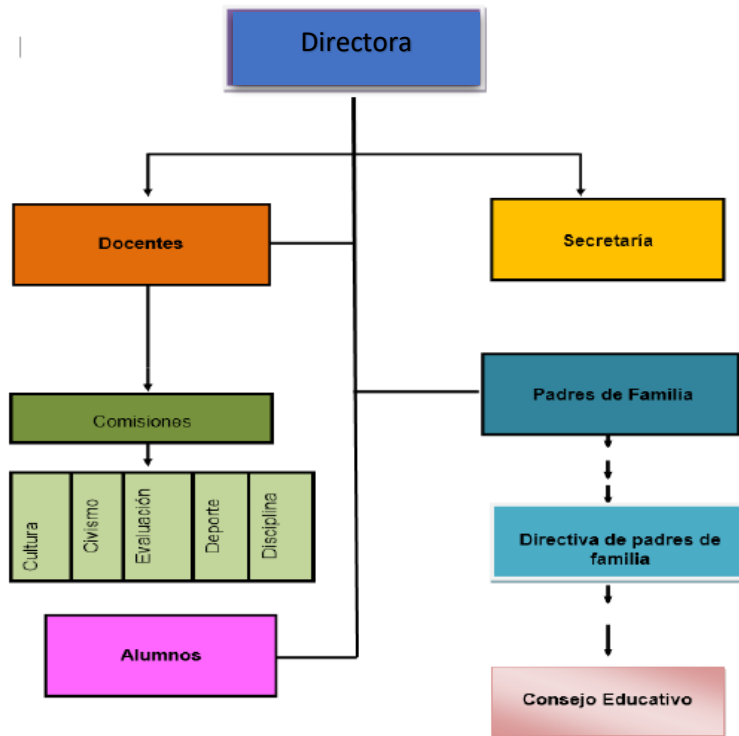 Directora
Docentes
Secretaría
Comisiones
Padres de Familia
Cultura
Civismo
Evaluación
Deporte
Disciplina
Directiva de padres de
familia
Alumnos
Consejo Educativo